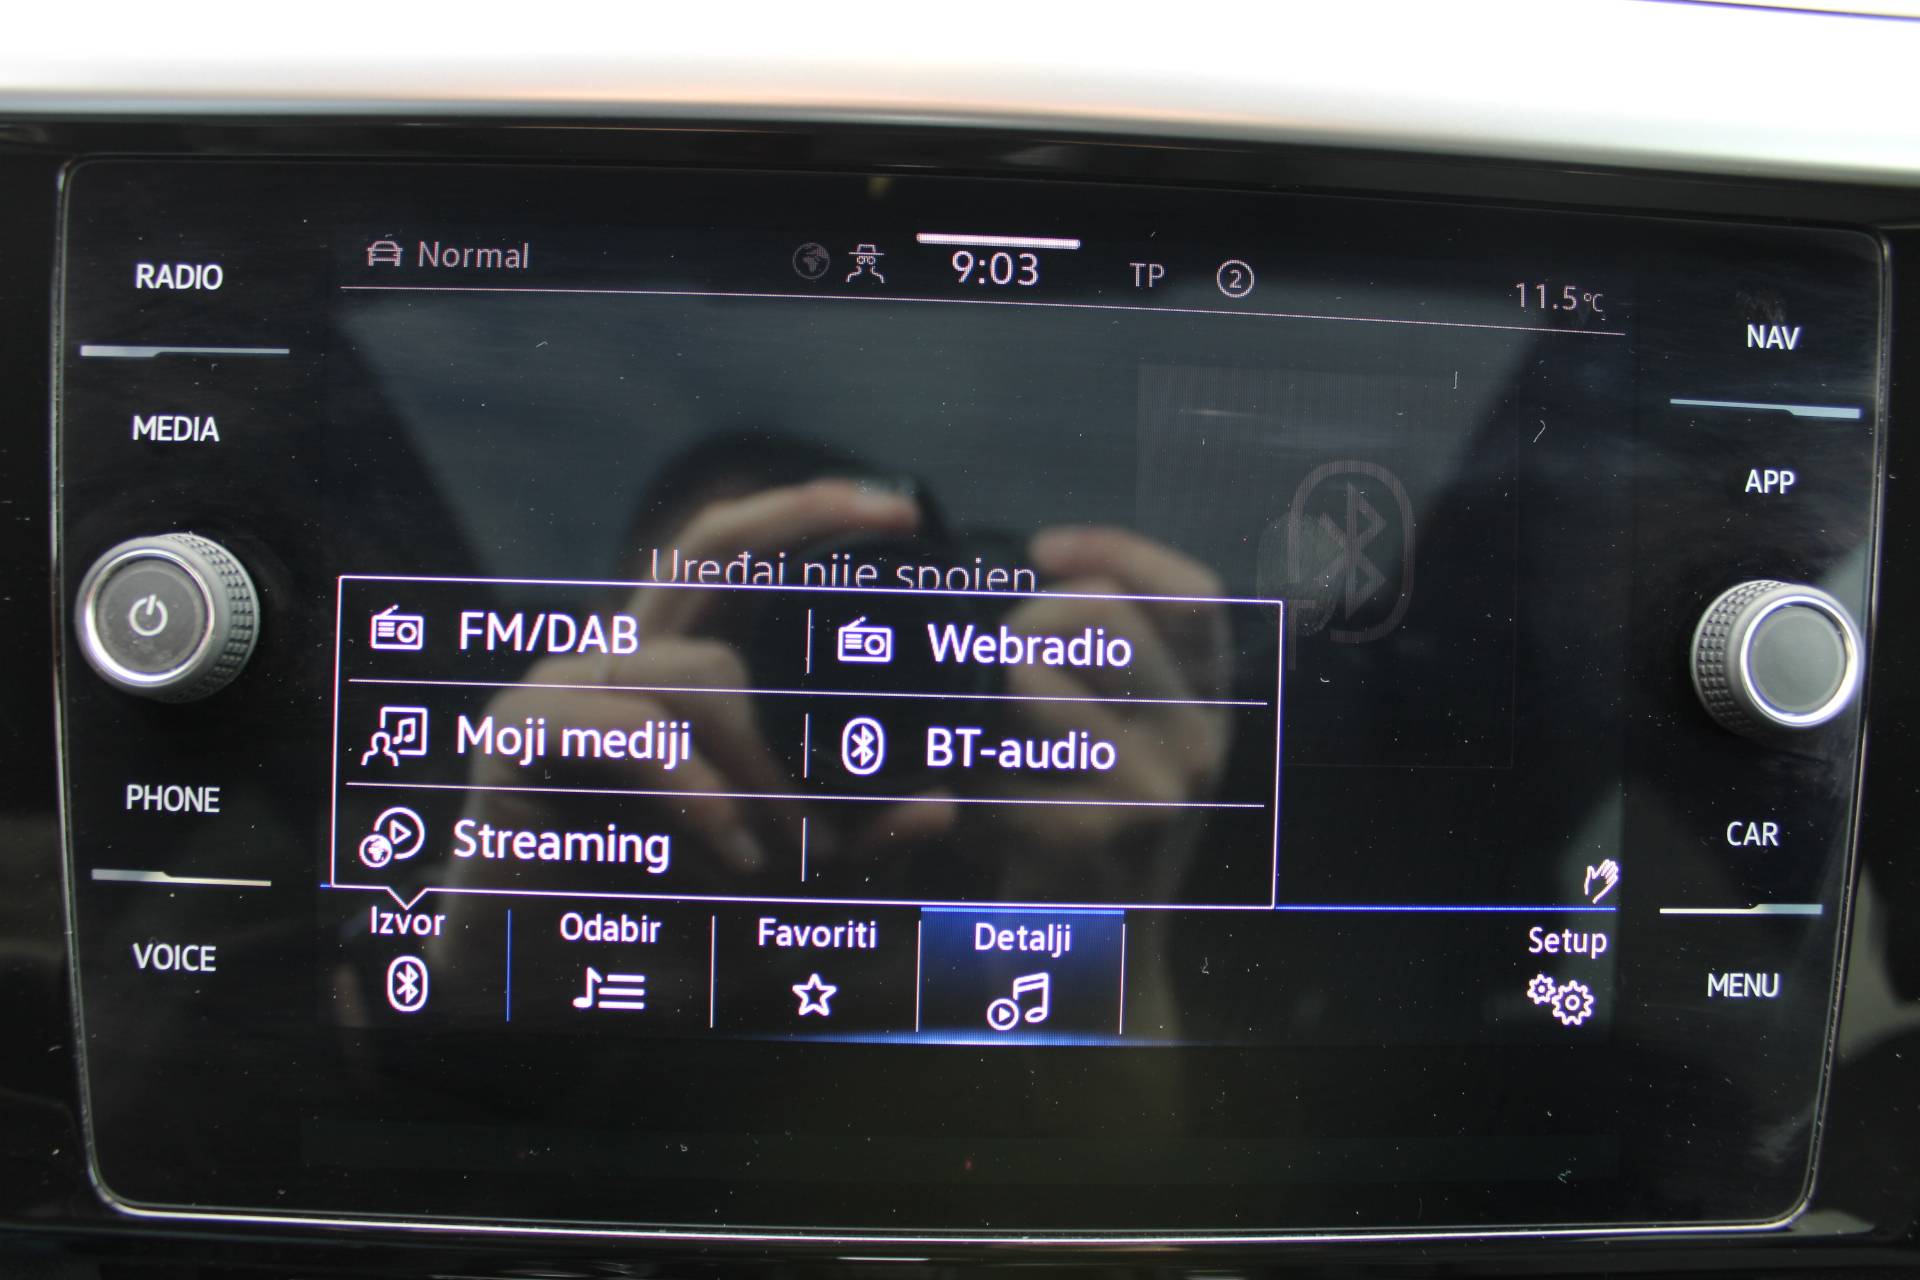 RADIO
MEDIA
PHONE
VOICE
Normal
9:03
TP
2
11.5°C
Uređaj nije spojen.
FM/DAB
Webradio
Moji mediji
BT-audio
Streaming
Izvor
Odabir
Favoriti
Detalji
Setup
NAV
APP
CAR
MENU